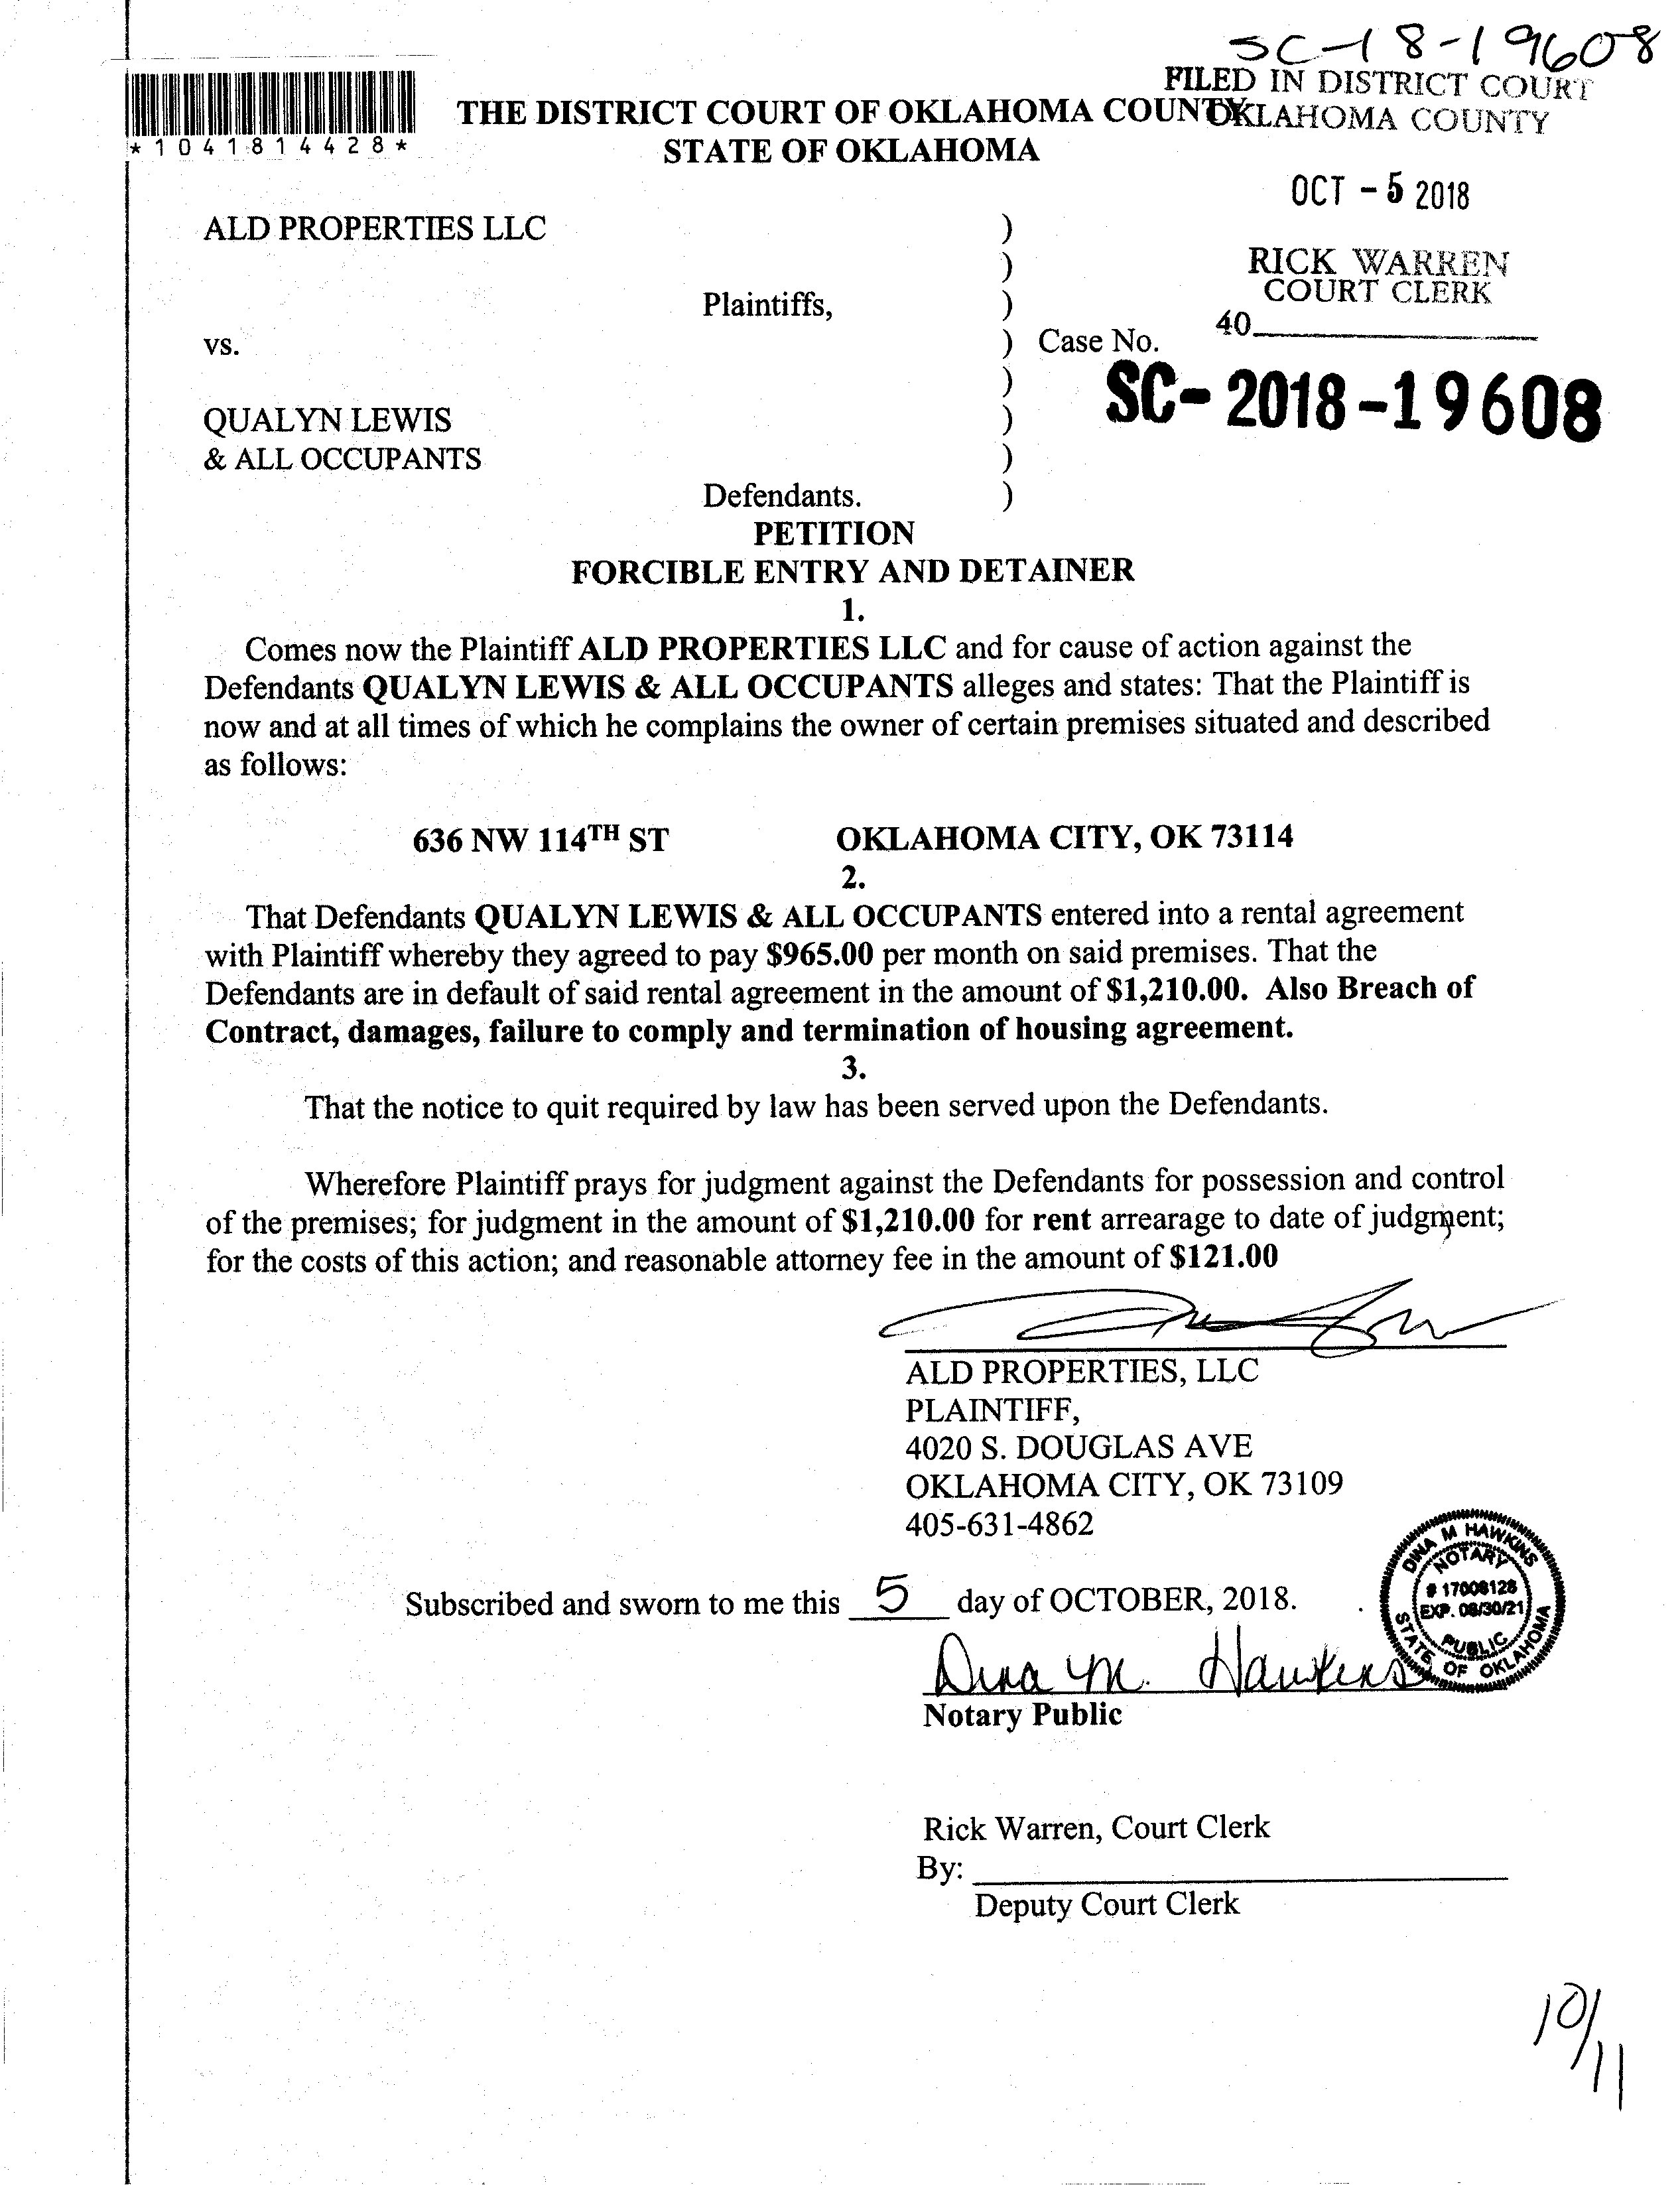 SC-18-19608
FILED IN DISTRICT COURT
THE DISTRICT COURT OF OKLAHOMA COUNTY
OKLAHOMA COUNTY
*1041814428*
STATE OF OKLAHOMA
OCT - 5 2018
ALD PROPERTIES LLC )
)
RICK WARREN
COURT CLERK
Plaintiffs, )
40
vs. ) Case No.
)
SC-2018-19608
QUALYN LEWIS )
& ALL OCCUPANTS )
Defendants. )
PETITION
FORCIBLE ENTRY AND DETAINER
1.
Comes now the Plaintiff ALD PROPERTIES LLC and for cause of action against the
Defendants QUALYN LEWIS & ALL OCCUPANTS alleges and states: That the Plaintiff is
now and at all times of which he complains the owner of certain premises situated and described
as follows:
636 NW 114TH ST OKLAHOMA CITY, OK 73114
2.
That Defendants QUALYN LEWIS & ALL OCCUPANTS entered into a rental agreement
with Plaintiff whereby they agreed to pay $965.00 per month on said premises. That the
Defendants are in default of said rental agreement in the amount of $1,210.00. Also Breach of
Contract, damages, failure to comply and termination of housing agreement.
3.
That the notice to quit required by law has been served upon the Defendants.
Wherefore Plaintiff prays for judgment against the Defendants for possession and control
of the premises; for judgment in the amount of $1,210.00 for rent arrearage to date of judgment;
for the costs of this action; and reasonable attorney fee in the amount of $121.00
ALD PROPERTIES, LLC
PLAINTIFF,
4020 S. DOUGLAS AVE
OKLAHOMA CITY, OK 73109
405-631-4862
DINA M HAWKINS
NOTARY
# 17008128
EXP. 08/30/21
PUBLIC
STATE OF OKLAHOMA
Subscribed and sworn to me this 5 day of OCTOBER, 2018.
Dina M. Hawkins
Notary Public
Rick Warren, Court Clerk
By:
Deputy Court Clerk
10/11